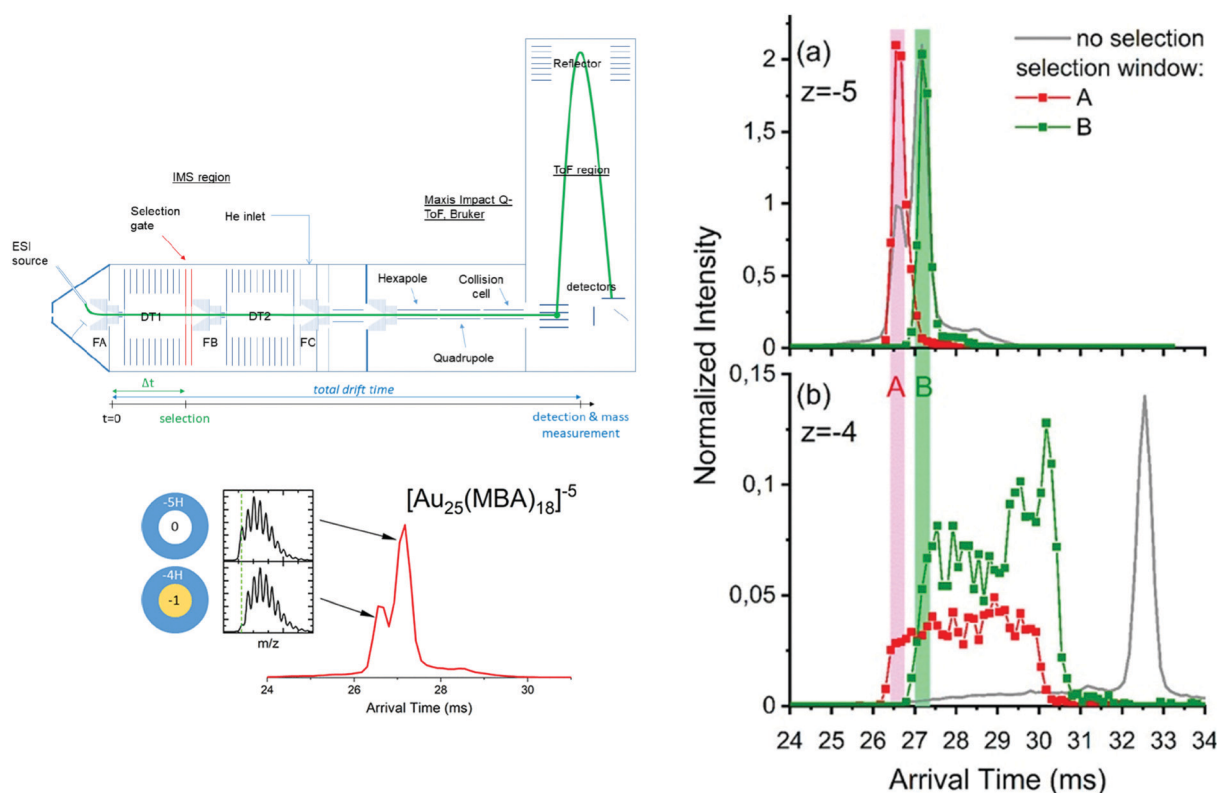 Reflector
IMS region
ToF region
Maxis Impact Q-
ToF, Bruker
Selection
gate
He inlet
ESI
source
Hexapole
Collision
cell
detectors
DT1
DT2
FA
FB
FC
Quadrupole
Δt
total drift time
t=0
selection
detection & mass
measurement
[Au25(MBA)18]-5
-5H
0
-4H
-1
m/z
24 26 28 30
Arrival Time (ms)
(a)
z=-5
no selection
selection window:
A
B
2
1,5
1
0,5
0
Normalized Intensity
A B
(b)
z=-4
0,15
0,1
0,05
0
24 25 26 27 28 29 30 31 32 33 34
Arrival Time (ms)